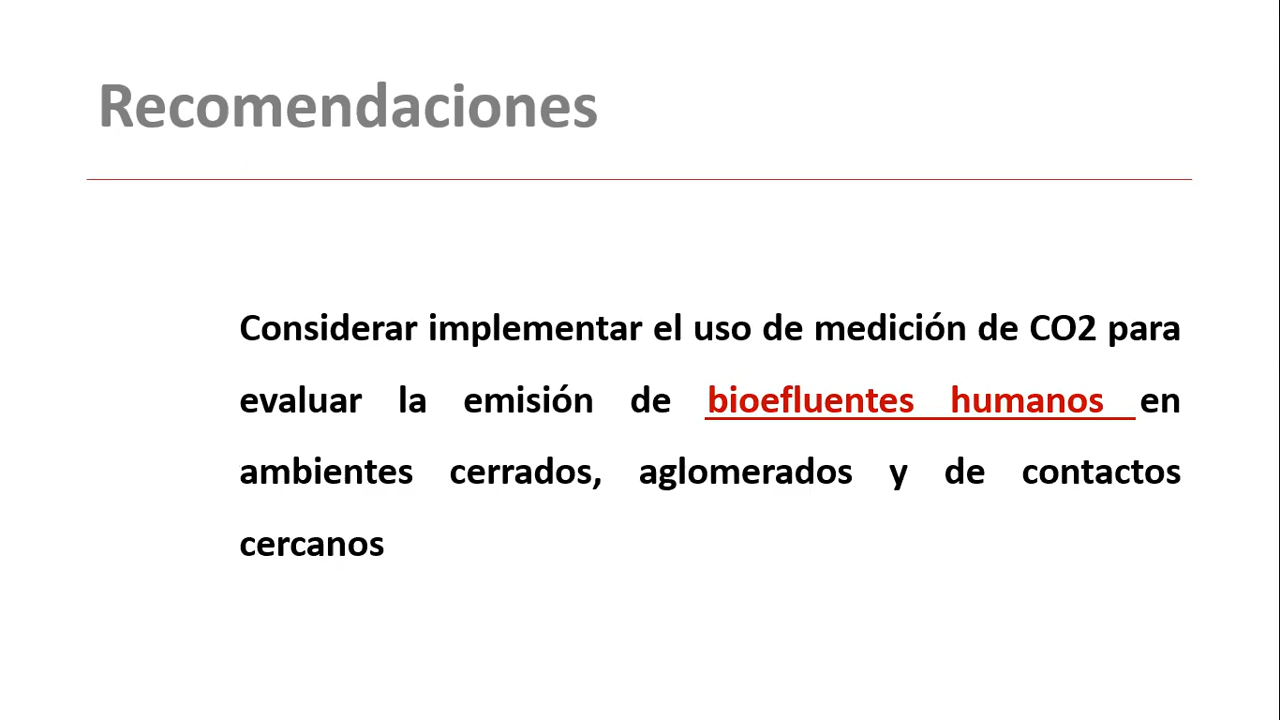 Recomendaciones
Considerar implementar el uso de medición de CO2 para
evaluar la emisión de bioefluentes humanos en
ambientes cerrados, aglomerados y de contactos
cercanos